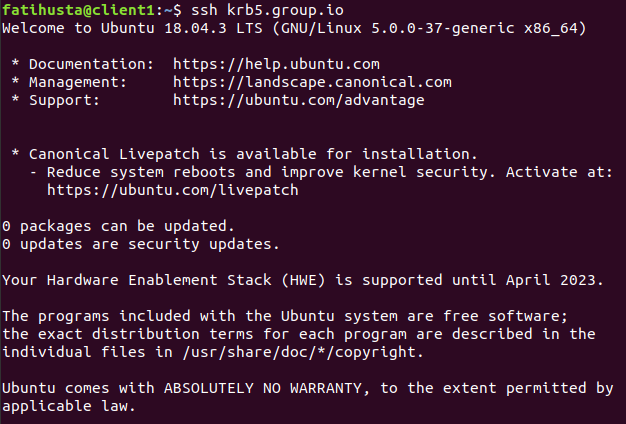 fatihusta@client1:~$ ssh krb5.group.io
Welcome to Ubuntu 18.04.3 LTS (GNU/Linux 5.0.0-37-generic x86_64)

 * Documentation:  https://help.ubuntu.com
 * Management:     https://landscape.canonical.com
 * Support:        https://ubuntu.com/advantage


 * Canonical Livepatch is available for installation.
   - Reduce system reboots and improve kernel security. Activate at:
     https://ubuntu.com/livepatch

0 packages can be updated.
0 updates are security updates.

Your Hardware Enablement Stack (HWE) is supported until April 2023.

The programs included with the Ubuntu system are free software;
the exact distribution terms for each program are described in the
individual files in /usr/share/doc/*/copyright.

Ubuntu comes with ABSOLUTELY NO WARRANTY, to the extent permitted by
applicable law.